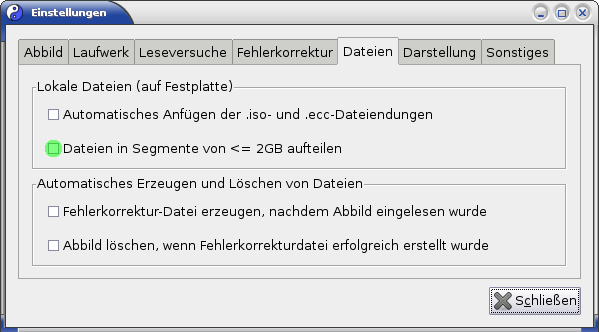 Einstellungen
Abbild Laufwerk Leseversuche Fehlerkorrektur Dateien Darstellung Sonstiges
Lokale Dateien (auf Festplatte)
Automatisches Anfügen der .iso- und .ecc-Dateiendungen
Dateien in Segmente von <= 2GB aufteilen
Automatisches Erzeugen und Löschen von Dateien
Fehlerkorrektur-Datei erzeugen, nachdem Abbild eingelesen wurde
Abbild löschen, wenn Fehlerkorrekturdatei erfolgreich erstellt wurde
Schließen